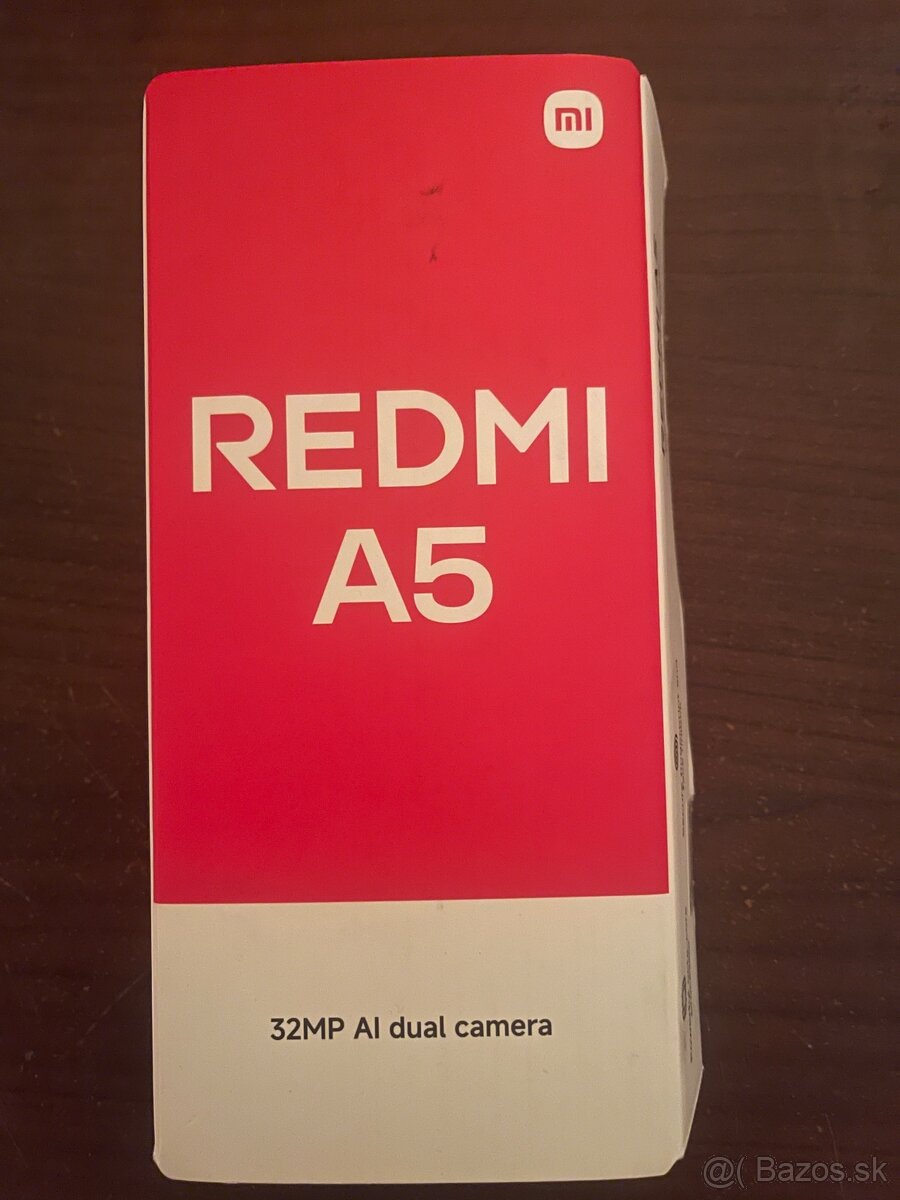 mi
REDMI
A5
32MP AI dual camera
@( Bazos.sk